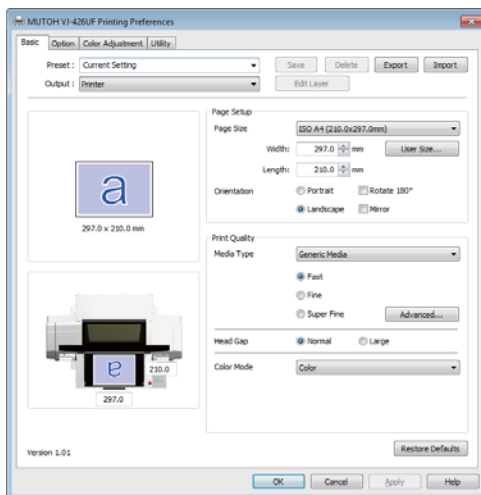 MUTOH VJ-426UF Printing Preferences
Basic Option Color Adjustment Utility
Preset : Current Setting Save Delete Export Import
Output : Printer Edit Layer
a
297.0 x 210.0 mm
a
210.0
297.0
Version 1.01
Page Setup
Page Size ISO A4 (210.0x297.0mm)
Width: 297.0 mm User Size...
Length: 210.0 mm
Orientation Portrait Rotate 180°
Landscape Mirror
Print Quality
Media Type Generic Media
Fast
Fine
Super Fine Advanced...
Head Gap Normal Large
Color Mode Color
Restore Defaults
OK Cancel Apply Help